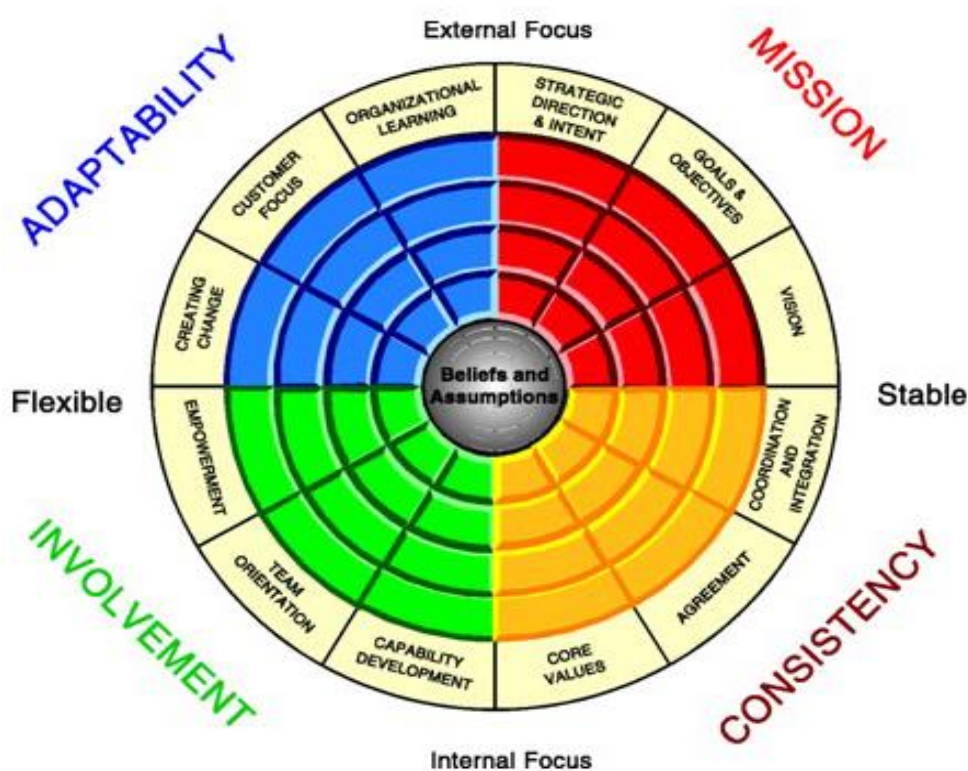 External Focus
ADAPTABILITY
MISSION
ORGANIZATIONAL
LEARNING
STRATEGIC
DIRECTION
& INTENT
CUSTOMER
FOCUS
GOALS &
OBJECTIVES
CREATING
CHANGE
VISION
Flexible
Beliefs and
Assumptions
Stable
EMPOWERMENT
COORDINATION
AND
INTEGRATION
TEAM
ORIENTATION
AGREEMENT
CAPABILITY
DEVELOPMENT
CORE
VALUES
INVOLVEMENT
CONSISTENCY
Internal Focus